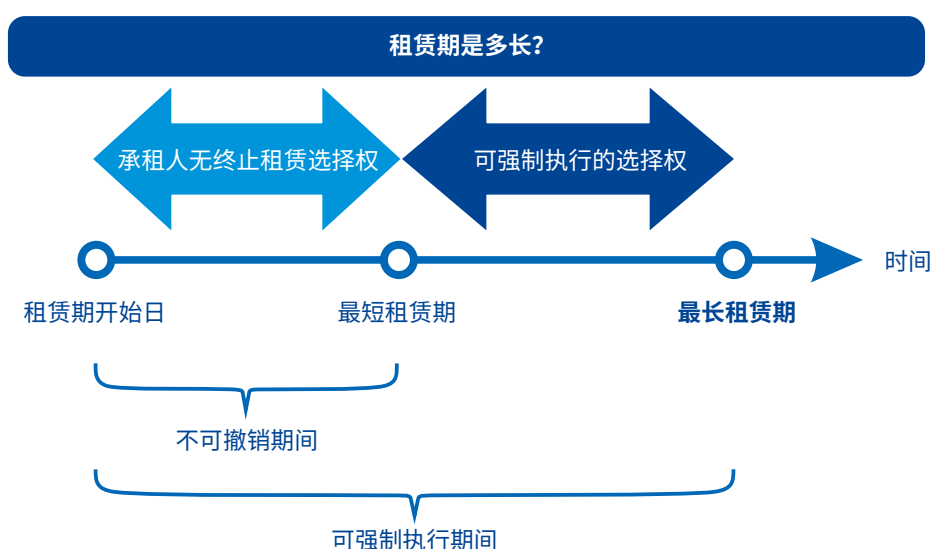 租赁期是多长?
承租人无终止租赁选择权
可强制执行的选择权
时间
租赁期开始日
最短租赁期
最长租赁期
不可撤销期间
可强制执行期间